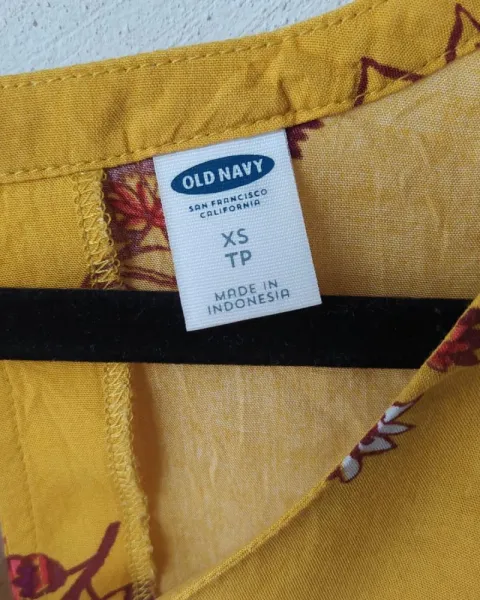 OLD NAVY
SAN FRANCISCO
CALIFORNIA
XS
TP
MADE IN
INDONESIA